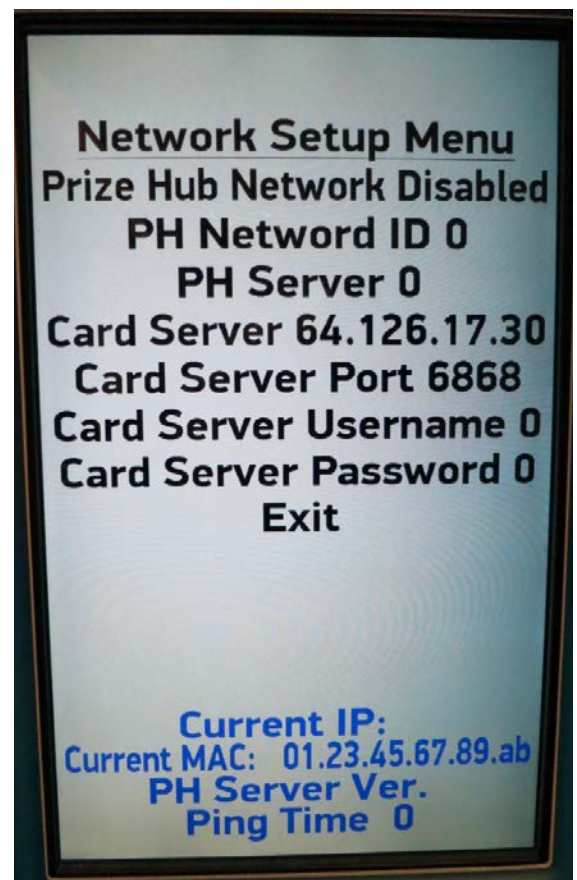 Network Setup Menu
Prize Hub Network Disabled
PH Netword ID 0
PH Server 0
Card Server 64.126.17.30
Card Server Port 6868
Card Server Username 0
Card Server Password 0
Exit
Current IP:
Current MAC: 01.23.45.67.89.ab
PH Server Ver.
Ping Time 0